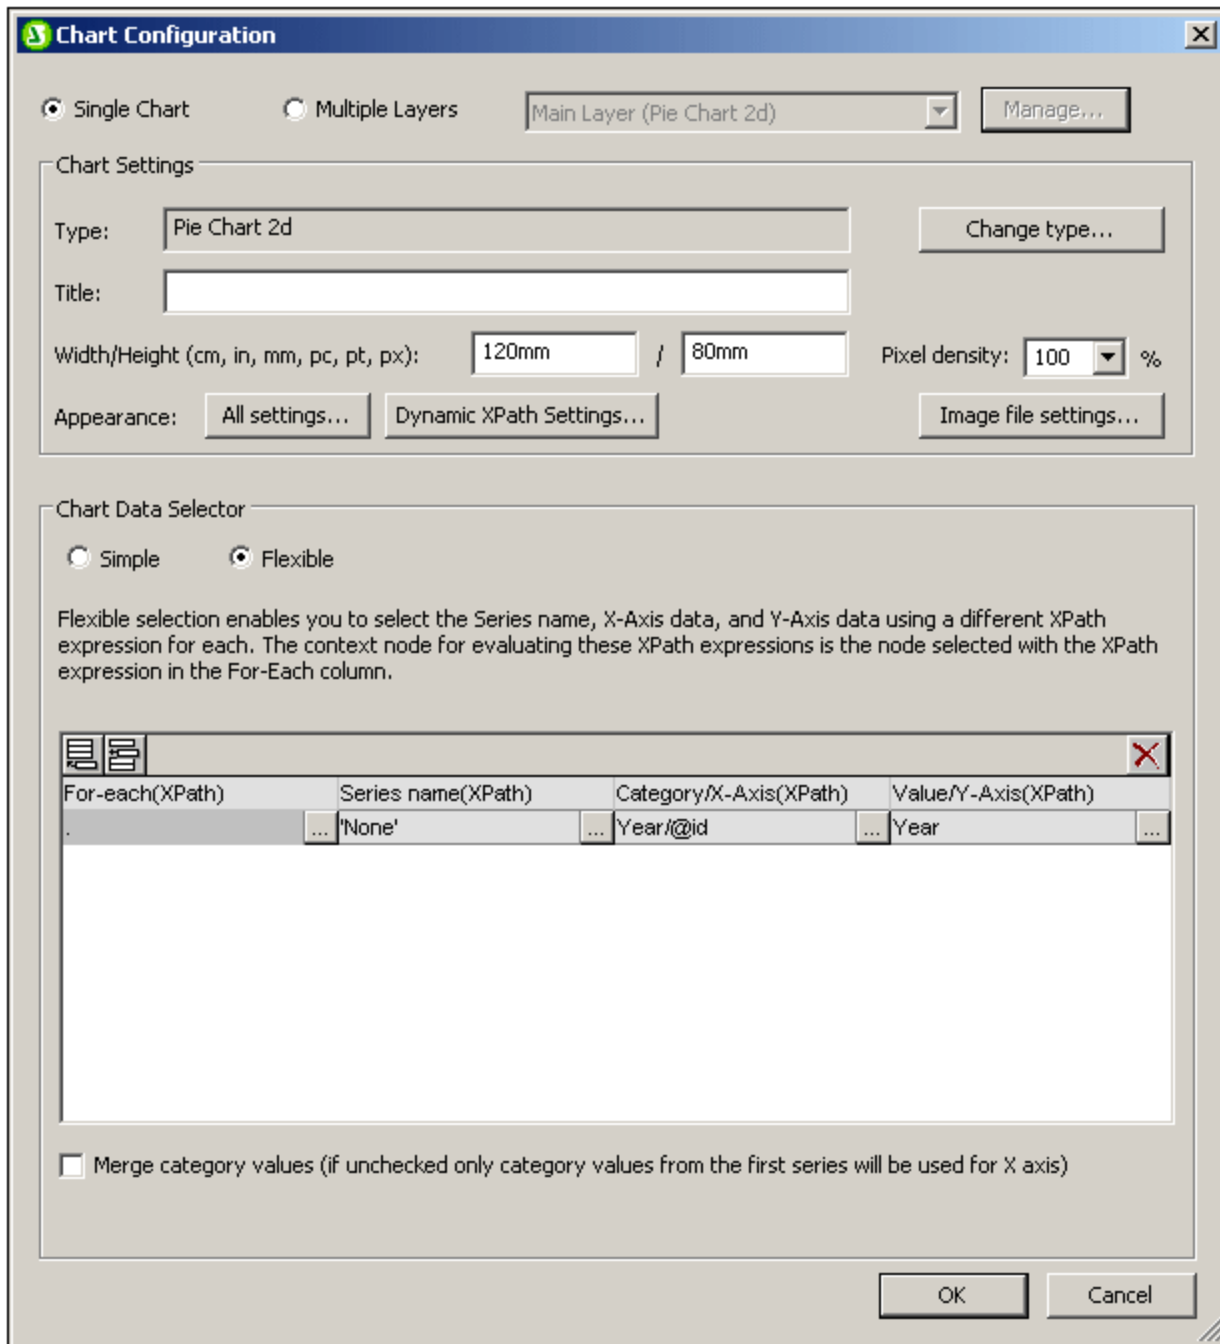 Chart Configuration
Single Chart Multiple Layers Main Layer (Pie Chart 2d) Manage...
Chart Settings
Type: Pie Chart 2d Change type...
Title:
Width/Height (cm, in, mm, pc, pt, px): 120mm / 80mm Pixel density: 100 %
Appearance: All settings... Dynamic XPath Settings... Image file settings...
Chart Data Selector
Simple Flexible
Flexible selection enables you to select the Series name, X-Axis data, and Y-Axis data using a different XPath
expression for each. The context node for evaluating these XPath expressions is the node selected with the XPath
expression in the For-Each column.
For-each(XPath) Series name(XPath) Category/X-Axis(XPath) Value/Y-Axis(XPath)
. ... 'None' ... Year/@id ... Year ...
Merge category values (if unchecked only category values from the first series will be used for X axis)
OK Cancel